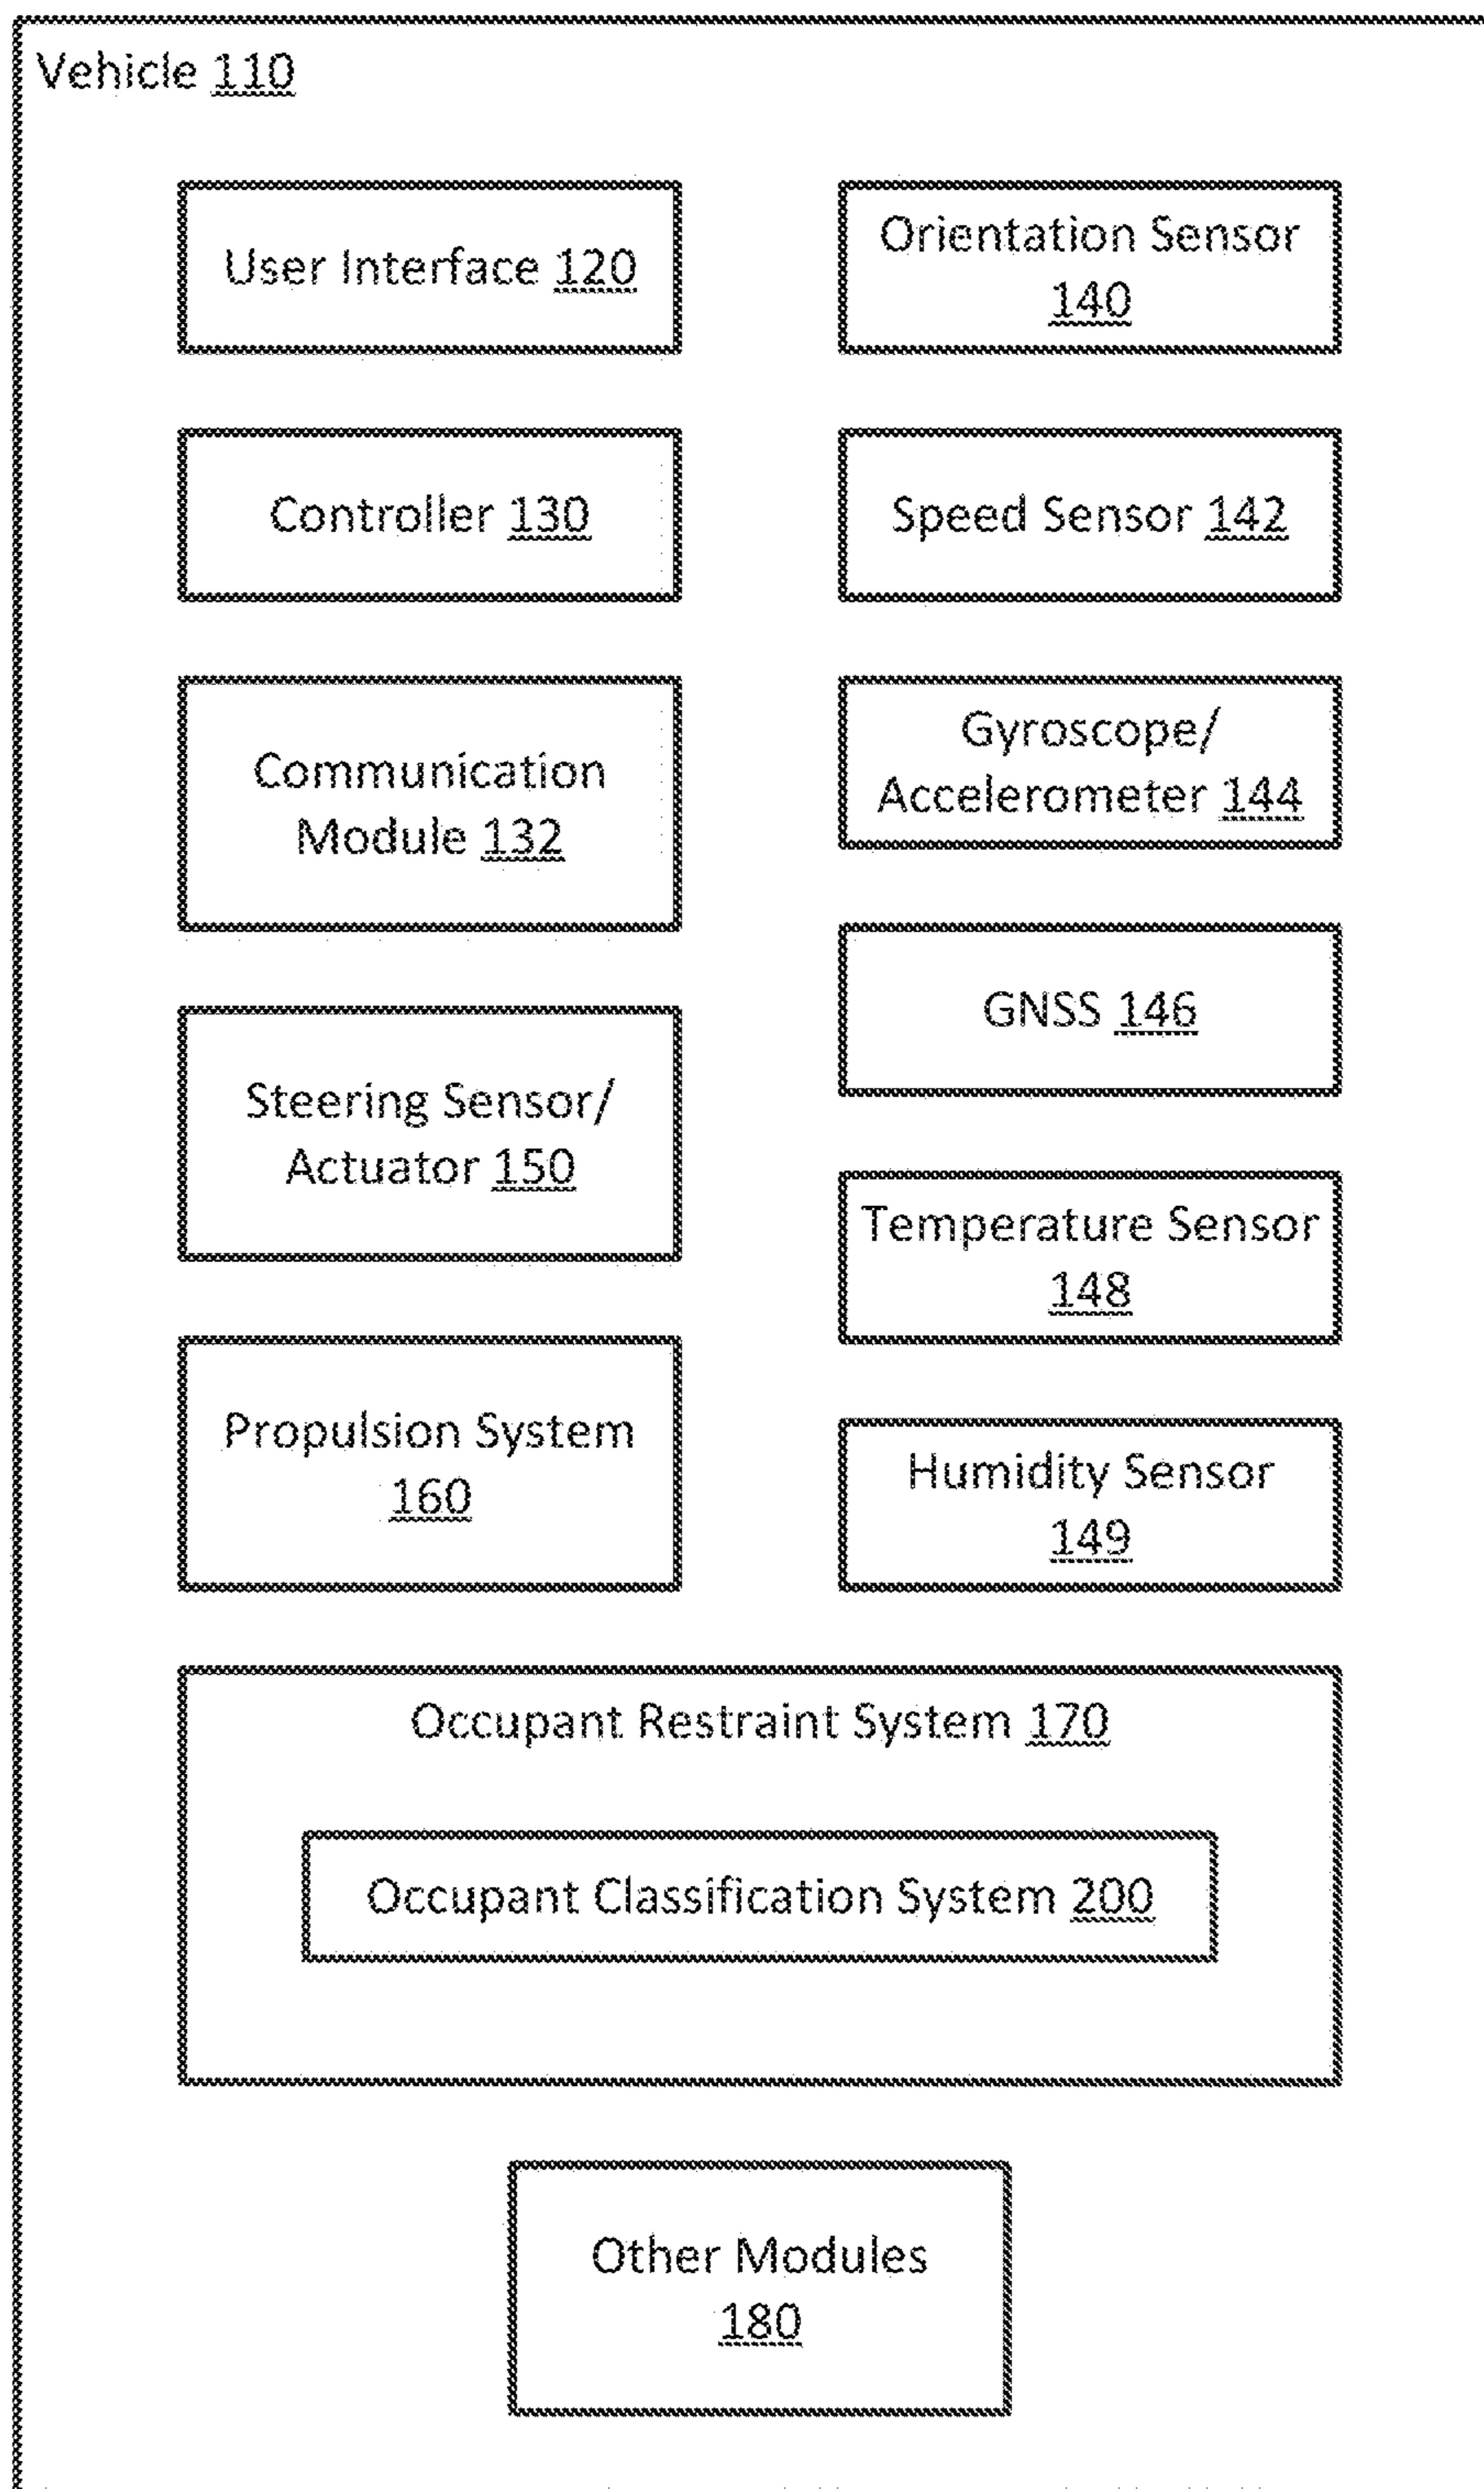 Vehicle 110
User Interface 120
Controller 130
Communication
Module 132
Steering Sensor/
Actuator 150
Propulsion System
160
Orientation Sensor
140
Speed Sensor 142
Gyroscope/
Accelerometer 144
GNSS 146
Temperature Sensor
148
Humidity Sensor
149
Occupant Restraint System 170
Occupant Classification System 200
Other Modules
180